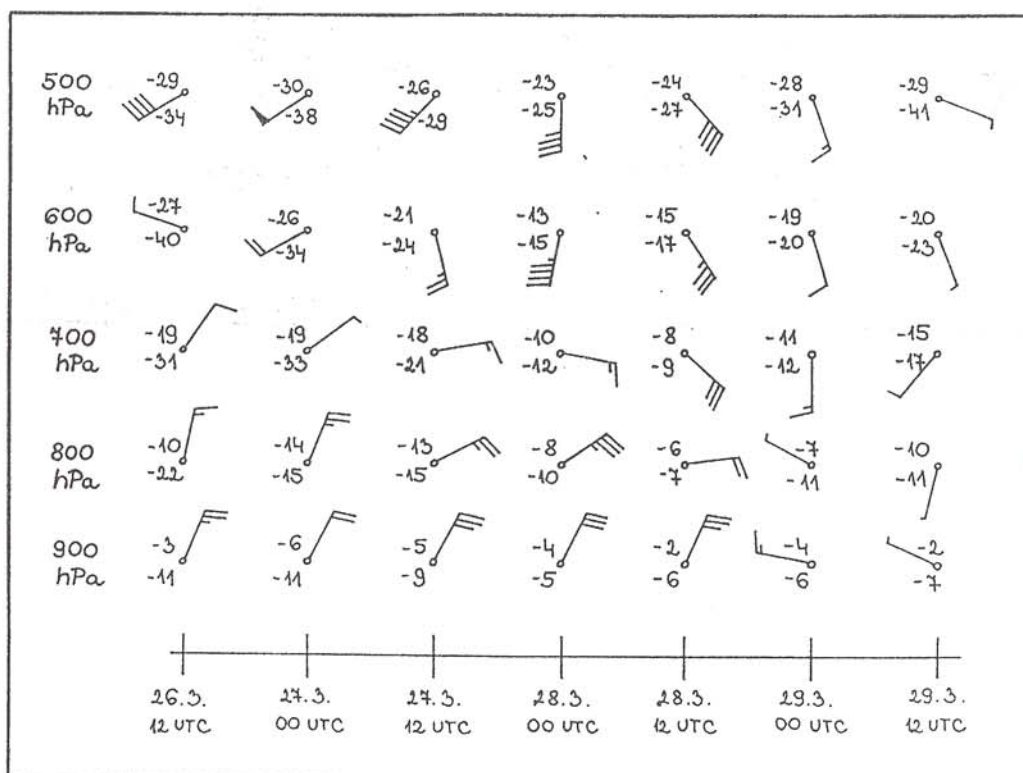 500 -29 -30 -26 -23 -24 -28 -29
hPa -34 -38 -29 -25 -27 -31 -41
600 -27 -26 -21 -13 -15 -19 -20
hPa -40 -34 -24 -15 -17 -20 -23
700 -19 -19 -18 -10 -8 -11 -15
hPa -31 -33 -21 -12 -9 -12 -17
800 -10 -14 -13 -8 -6 -7 -10
hPa -22 -15 -15 -10 -7 -11 -11
900 -3 -6 -5 -4 -2 -4 -2
hPa -11 -11 -9 -5 -6 -6 -7
26.3. 27.3. 27.3. 28.3 28.3. 29.3. 29.3.
12 UTC 00 UTC 12 UTC 00 UTC 12 UTC 00 UTC 12 UTC